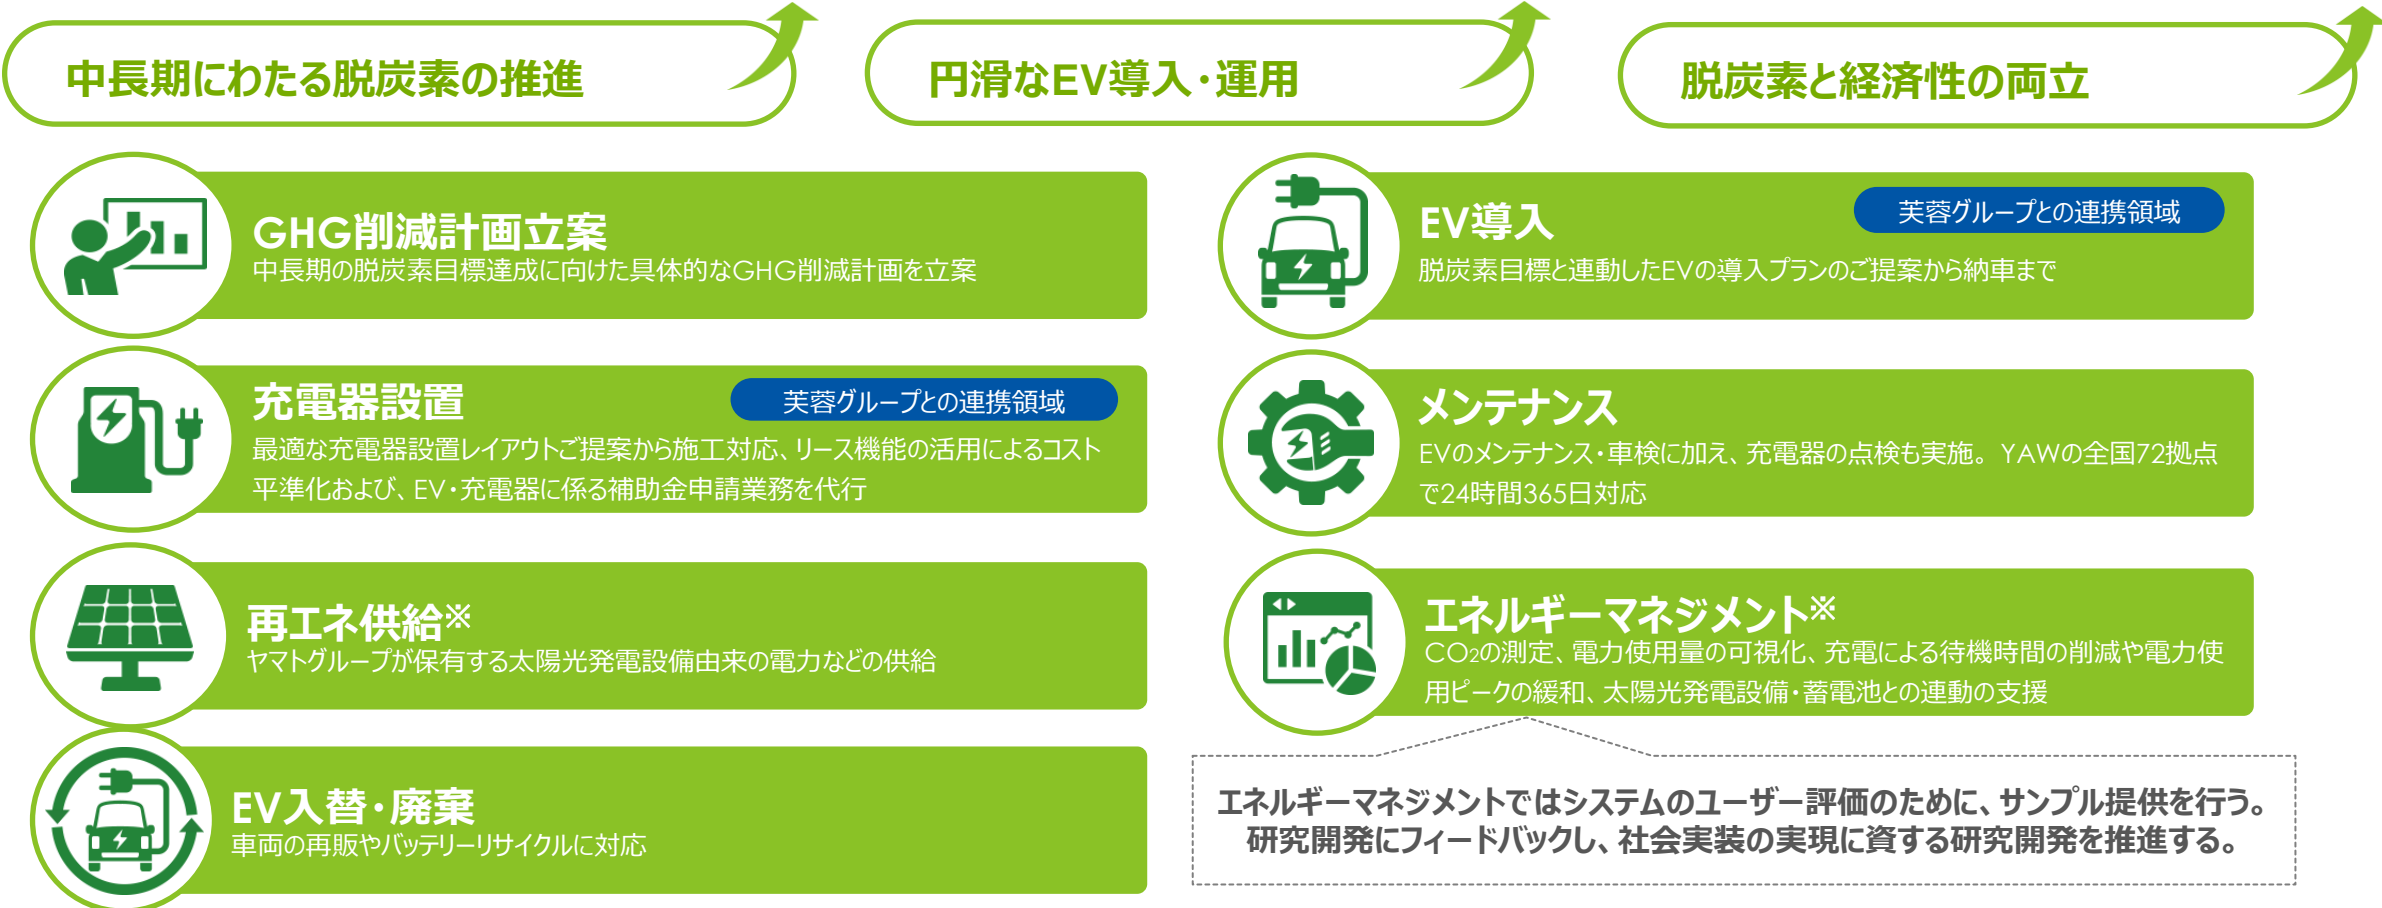 中長期にわたる脱炭素の推進
円滑なEV導入・運用
脱炭素と経済性の両立
GHG削減計画立案
中長期の脱炭素目標達成に向けた具体的なGHG削減計画を立案
EV導入
芙蓉グループとの連携領域
脱炭素目標と連動したEVの導入プランのご提案から納車まで
充電器設置
芙蓉グループとの連携領域
最適な充電器設置レイアウトご提案から施工対応、リース機能の活用によるコスト
平準化および、EV・充電器に係る補助金申請業務を代行
メンテナンス
EVのメンテナンス・車検に加え、充電器の点検も実施。YAWの全国72拠点
で24時間365日対応
再エネ供給※
ヤマトグループが保有する太陽光発電設備由来の電力などの供給
エネルギーマネジメント※
CO2の測定、電力使用量の可視化、充電による待機時間の削減や電力使
用ピークの緩和、太陽光発電設備・蓄電池との連動の支援
EV入替・廃棄
車両の再販やバッテリーリサイクルに対応
エネルギーマネジメントではシステムのユーザー評価のために、サンプル提供を行う。
研究開発にフィードバックし、社会実装の実現に資する研究開発を推進する。